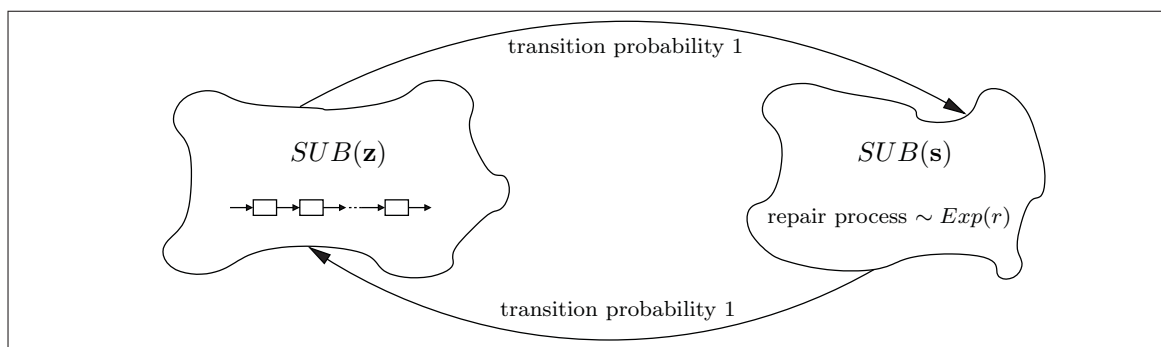 transition probability 1
SUB(z)
SUB(s)
repair process ∼ Exp(r)
transition probability 1